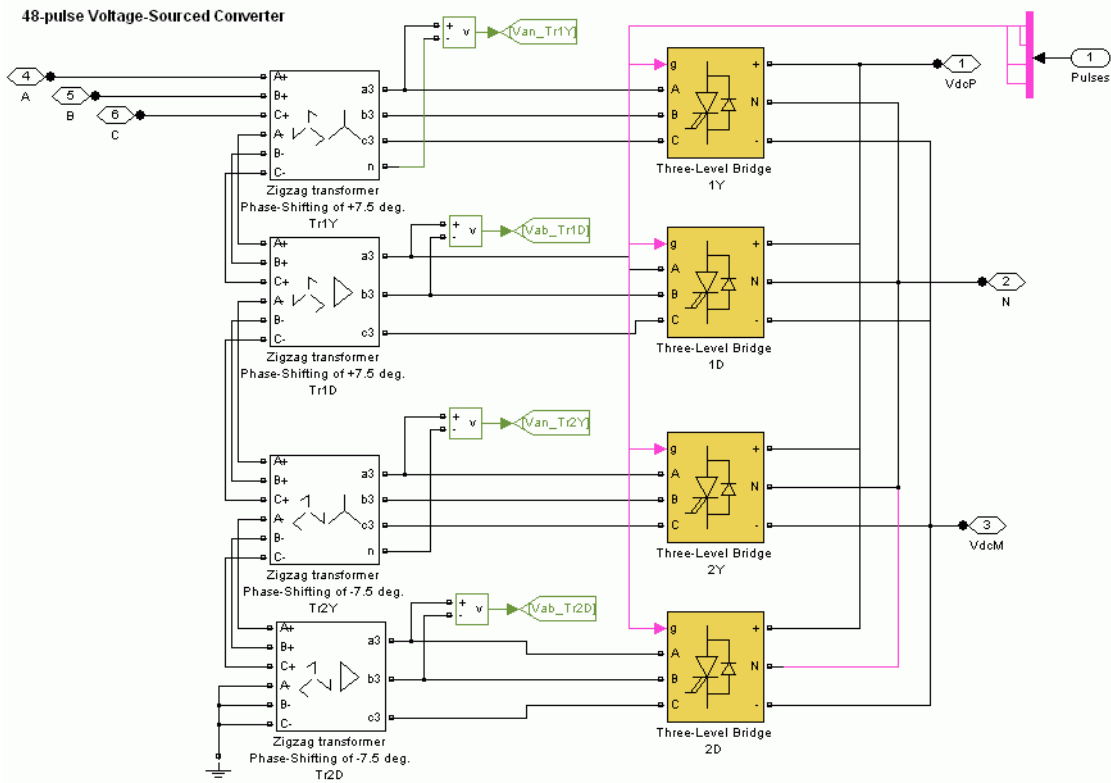 48-pulse Voltage-Sourced Converter
4
A
5
B
6
C
A+
B+
C+
A-
B-
C-
a3
b3
c3
n
Zigzag transformer
Phase-Shifting of +7.5 deg.
Tr1Y
+
-
v
[Van_Tr1Y]
g
A
B
C
+
N
-
Three-Level Bridge
1Y
1
VdcP
1
Pulses
A+
B+
C+
A-
B-
C-
a3
b3
c3
Zigzag transformer
Phase-Shifting of +7.5 deg.
Tr1D
+
-
v
[Vab_Tr1D]
g
A
B
C
+
N
-
Three-Level Bridge
1D
2
N
A+
B+
C+
A-
B-
C-
a3
b3
c3
n
Zigzag transformer
Phase-Shifting of -7.5 deg.
Tr2Y
+
-
v
[Van_Tr2Y]
g
A
B
C
+
N
-
Three-Level Bridge
2Y
3
VdcM
A+
B+
C+
A-
B-
C-
a3
b3
c3
Zigzag transformer
Phase-Shifting of -7.5 deg.
Tr2D
+
-
v
[Vab_Tr2D]
g
A
B
C
+
N
-
Three-Level Bridge
2D